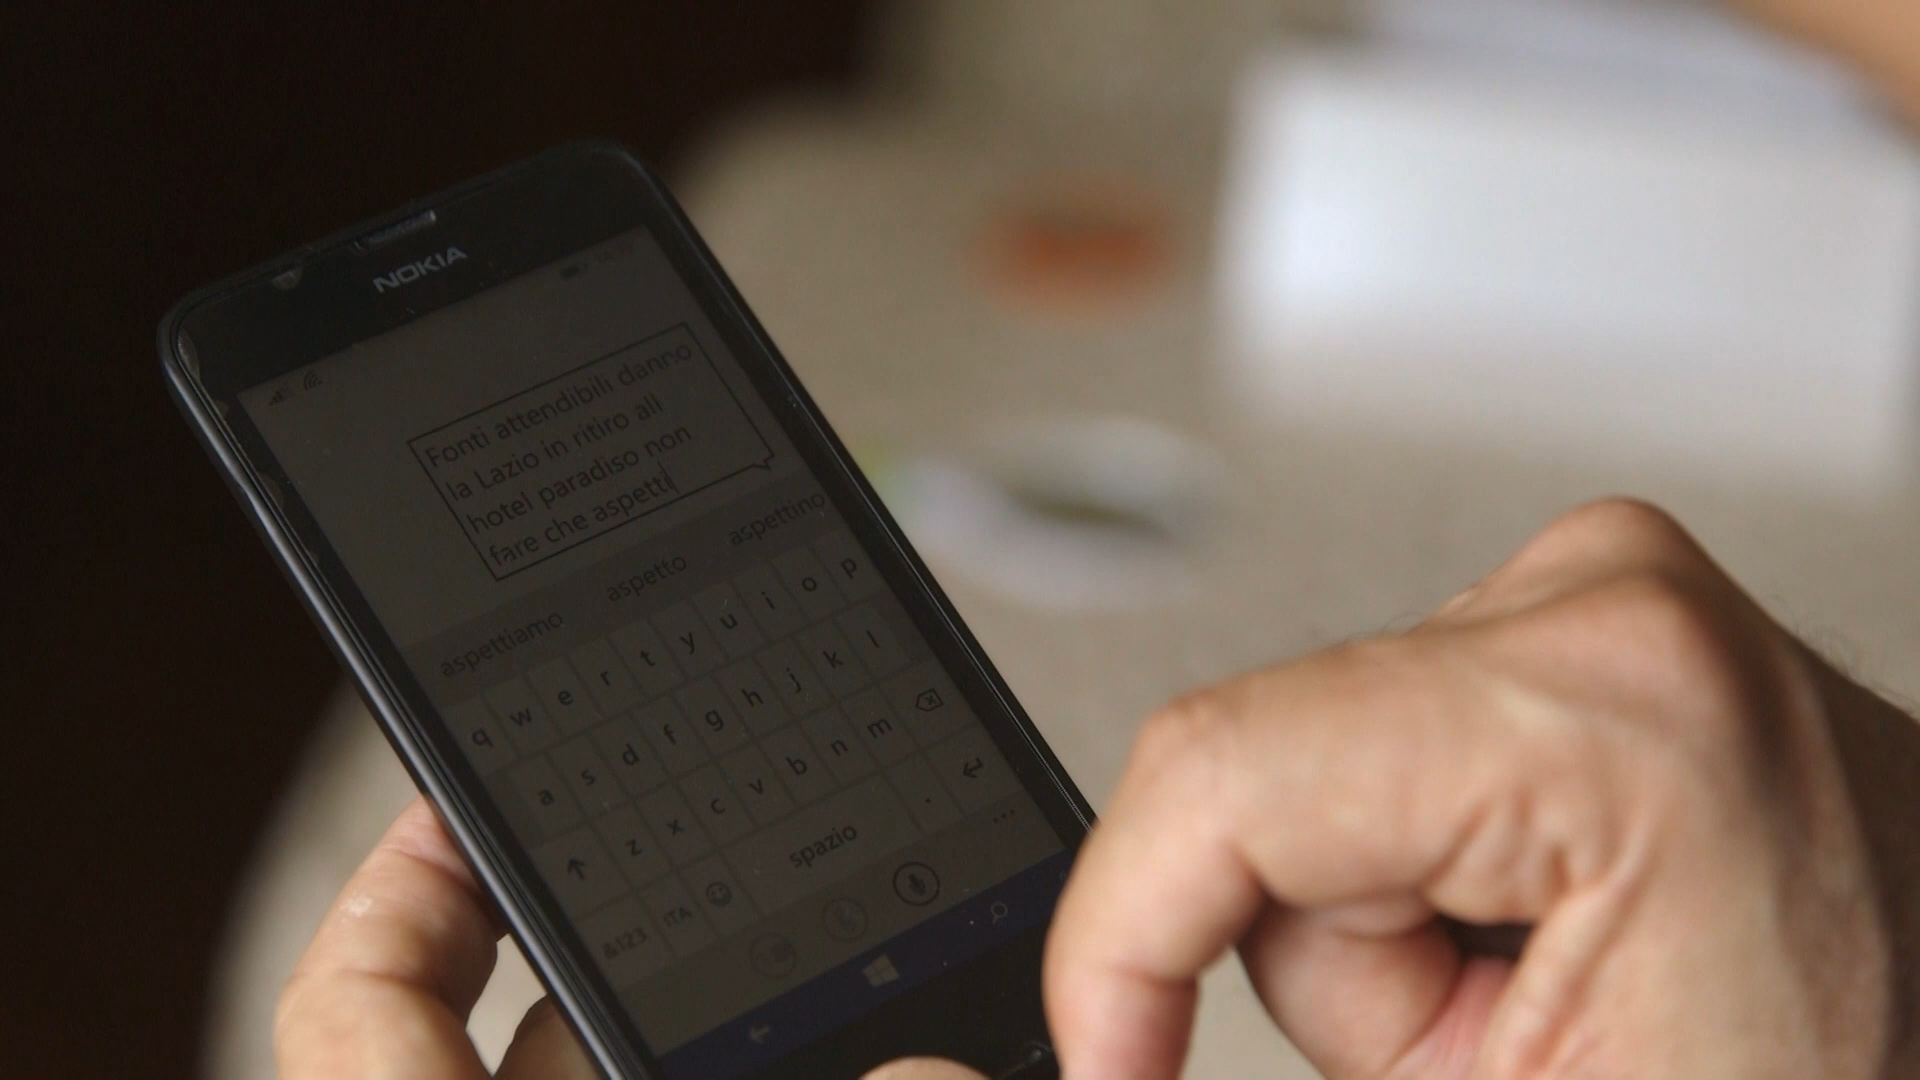 NOKIA
Fonti attendibili danno
la Lazio in ritiro all
hotel paradiso non
fare che aspetti
aspettiamo aspetto aspettino
q w e r t y u i o p
a s d f g h j k l
z x c v b n m
&123 ITA spazio .